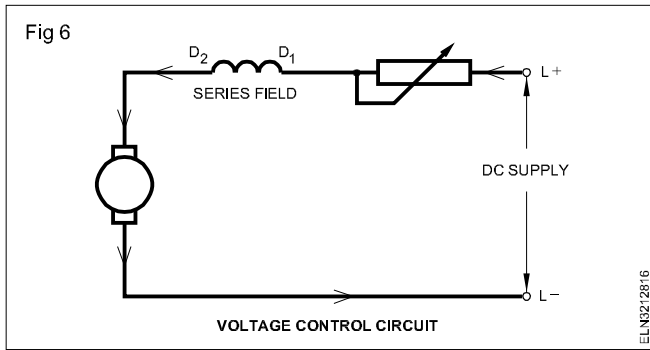 Fig 6
D₂ D₁
L+
SERIES FIELD
DC SUPPLY
L−
VOLTAGE CONTROL CIRCUIT
ELN3212816